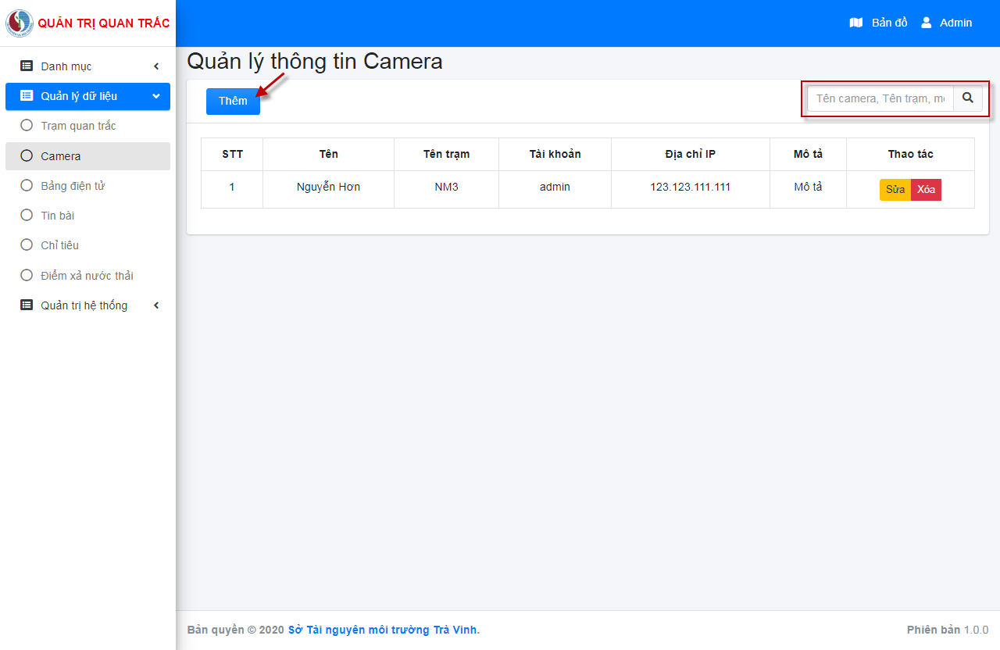 QUẢN TRỊ QUAN TRẮC
Bản đồ Admin
Danh mục
Quản lý dữ liệu
Trạm quan trắc
Camera
Bảng điện tử
Tin bài
Chỉ tiêu
Điểm xả nước thải
Quản trị hệ thống
Quản lý thông tin Camera
Thêm
Tên camera, Tên trạm, mô
STT Tên Tên trạm Tài khoản Địa chỉ IP Mô tả Thao tác
1 Nguyễn Hơn NM3 admin 123.123.111.111 Mô tả Sửa Xóa
Bản quyền © 2020 Sở Tài nguyên môi trường Trà Vinh. Phiên bản 1.0.0